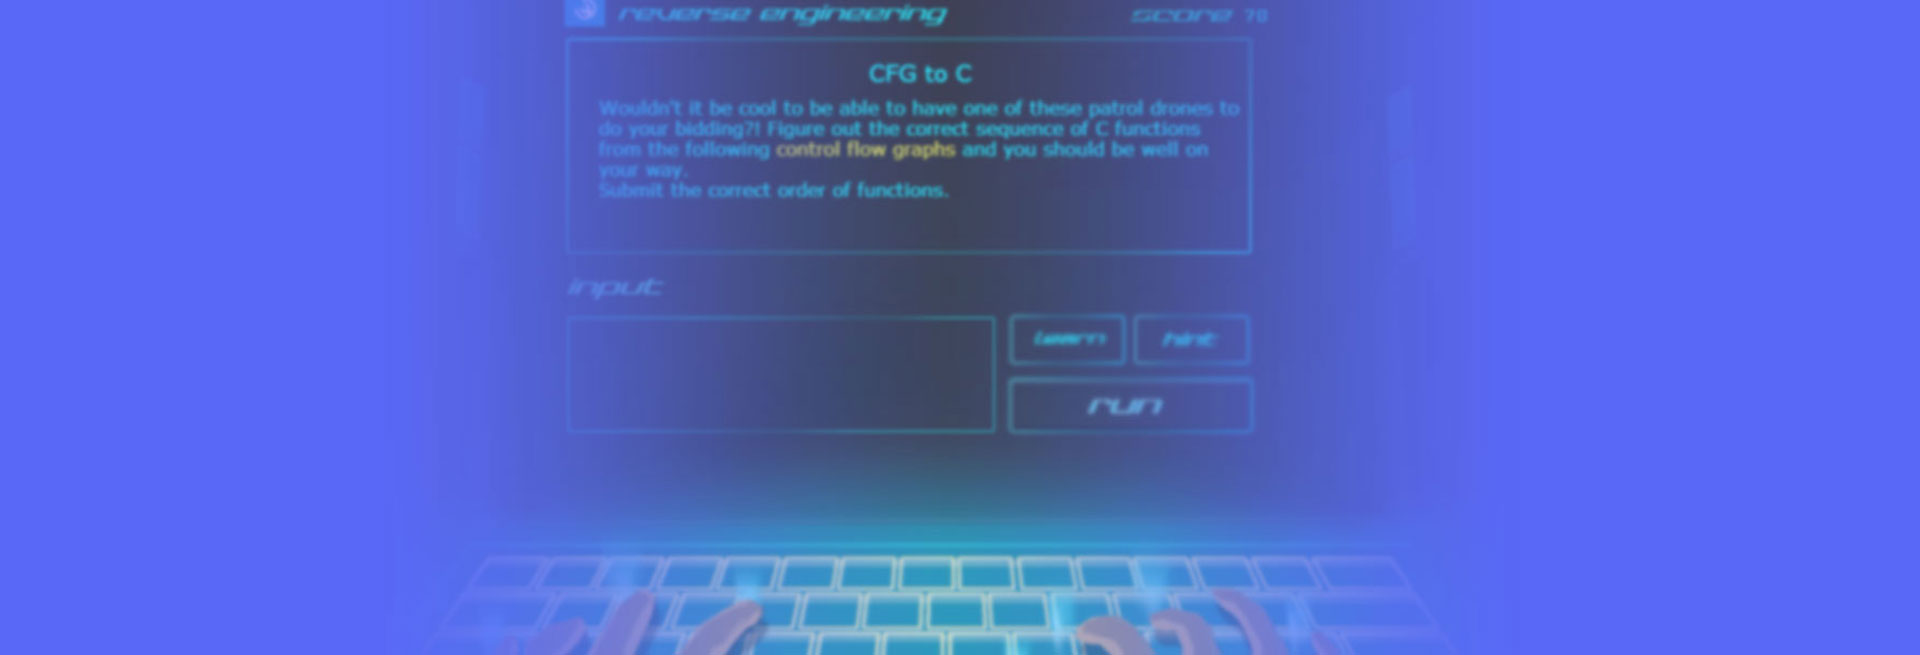 reverse engineering
score 70
CFG to C
Wouldn't it be cool to be able to have one of these patrol drones to
do your bidding?! Figure out the correct sequence of C functions
from the following control flow graphs and you should be well on
your way.
Submit the correct order of functions.
input
learn
hint
run